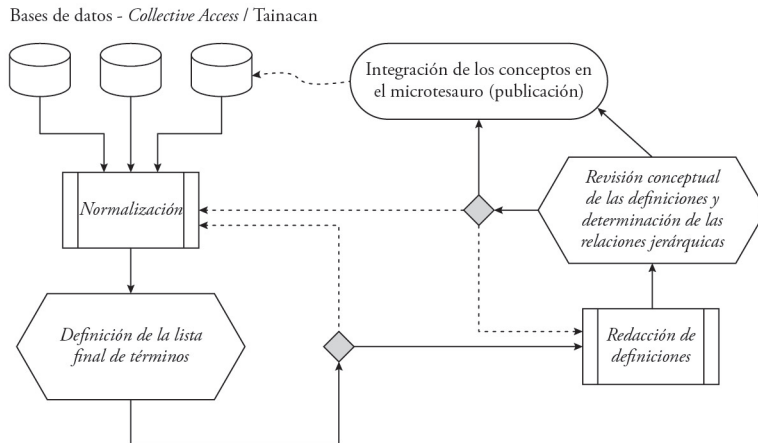 Bases de datos - Collective Access / Tainacan
Integración de los conceptos en
el microtesauro (publicación)
Normalización
Revisión conceptual
de las definiciones y
determinación de las
relaciones jerárquicas
Definición de la lista
final de términos
Redacción de
definiciones